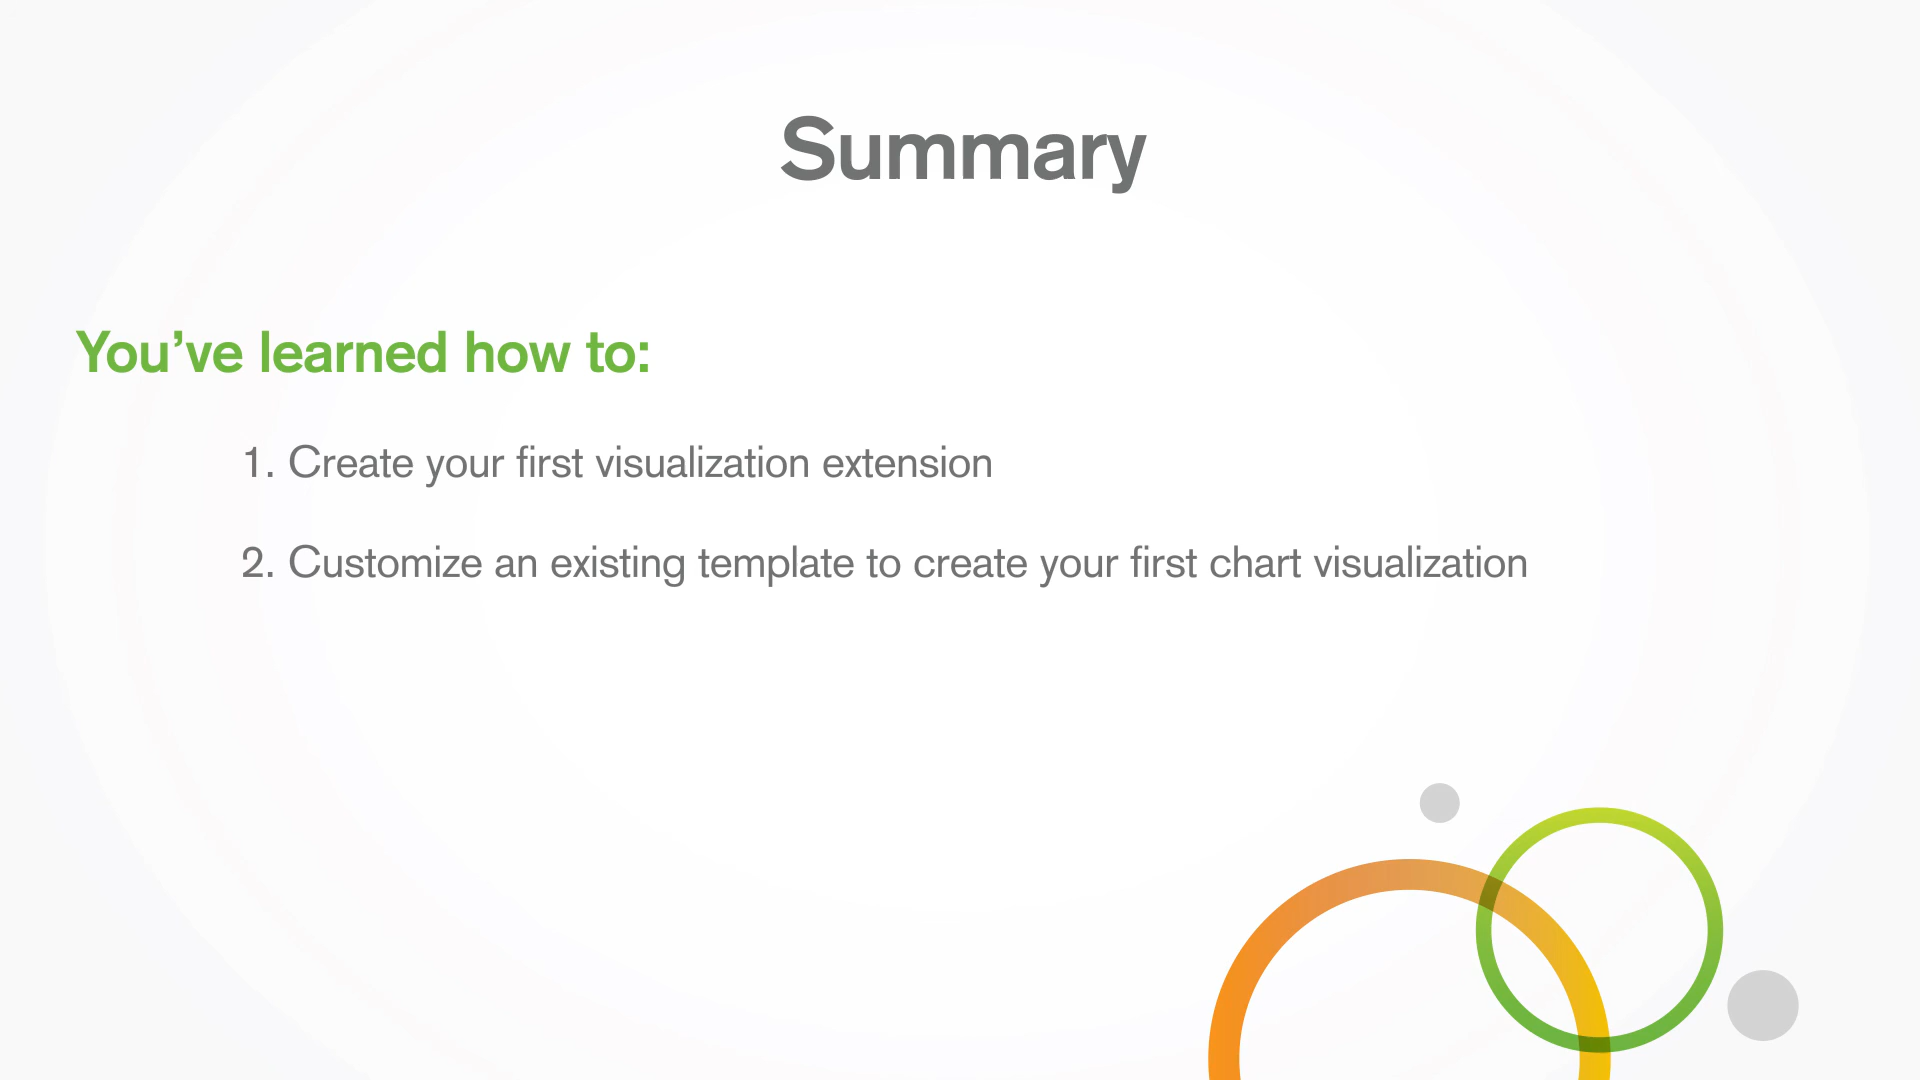 Summary
You’ve learned how to:
1. Create your first visualization extension
2. Customize an existing template to create your first chart visualization